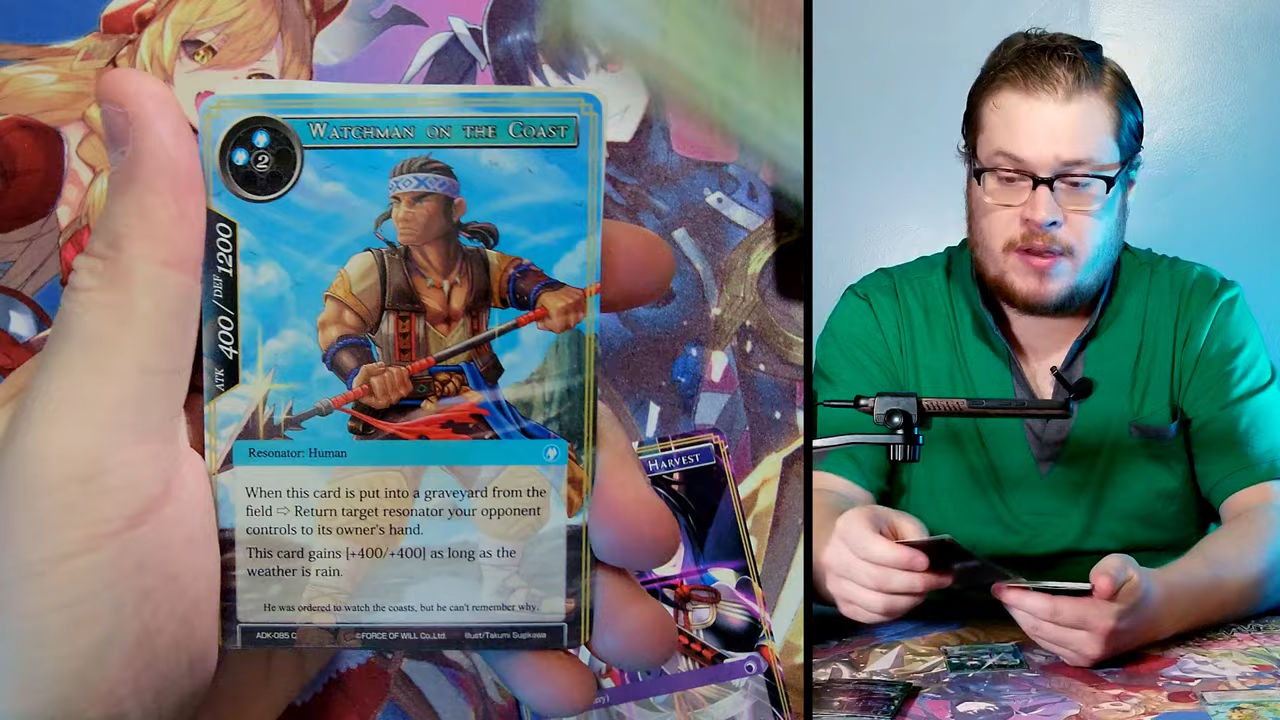 WATCHMAN ON THE COAST
2
ATK 400 / DEF 1200
Resonator: Human
When this card is put into a graveyard from the
field ⇨ Return target resonator your opponent
controls to its owner's hand.
This card gains [+400/+400] as long as the
weather is rain.
He was ordered to watch the coasts, but he can't remember why.
ADK-085 C ©FORCE OF WILL Co.,Ltd. Illust/Takumi Sugikawa
HARVEST